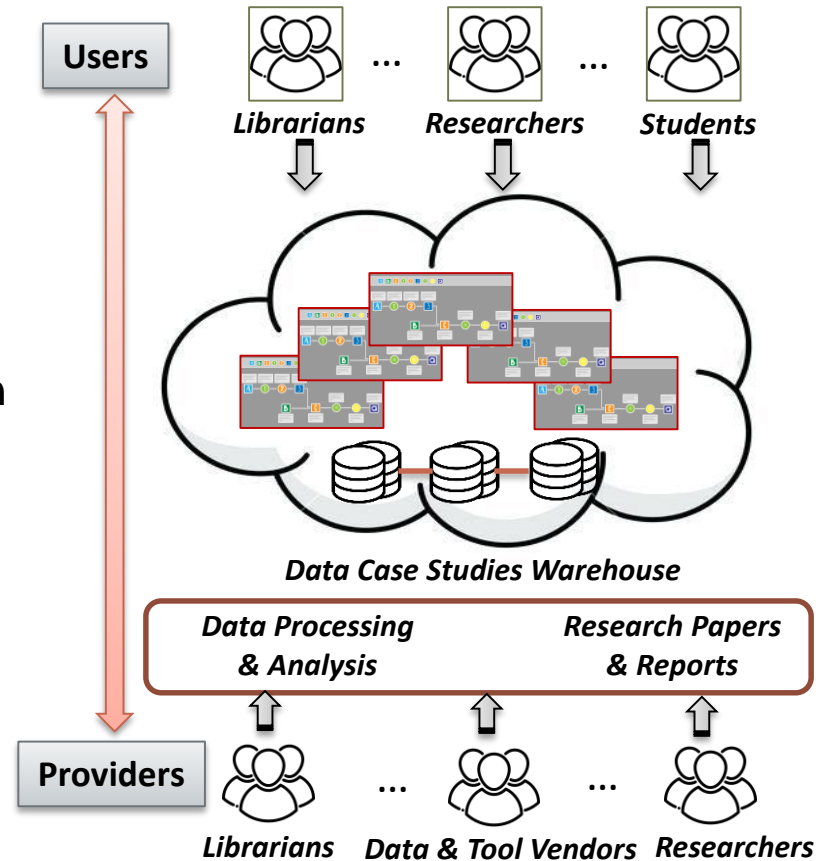 Users
... ...
Librarians Researchers Students
n
Data Case Studies Warehouse
Data Processing Research Papers
& Analysis & Reports
Providers
... ...
Librarians Data & Tool Vendors Researchers